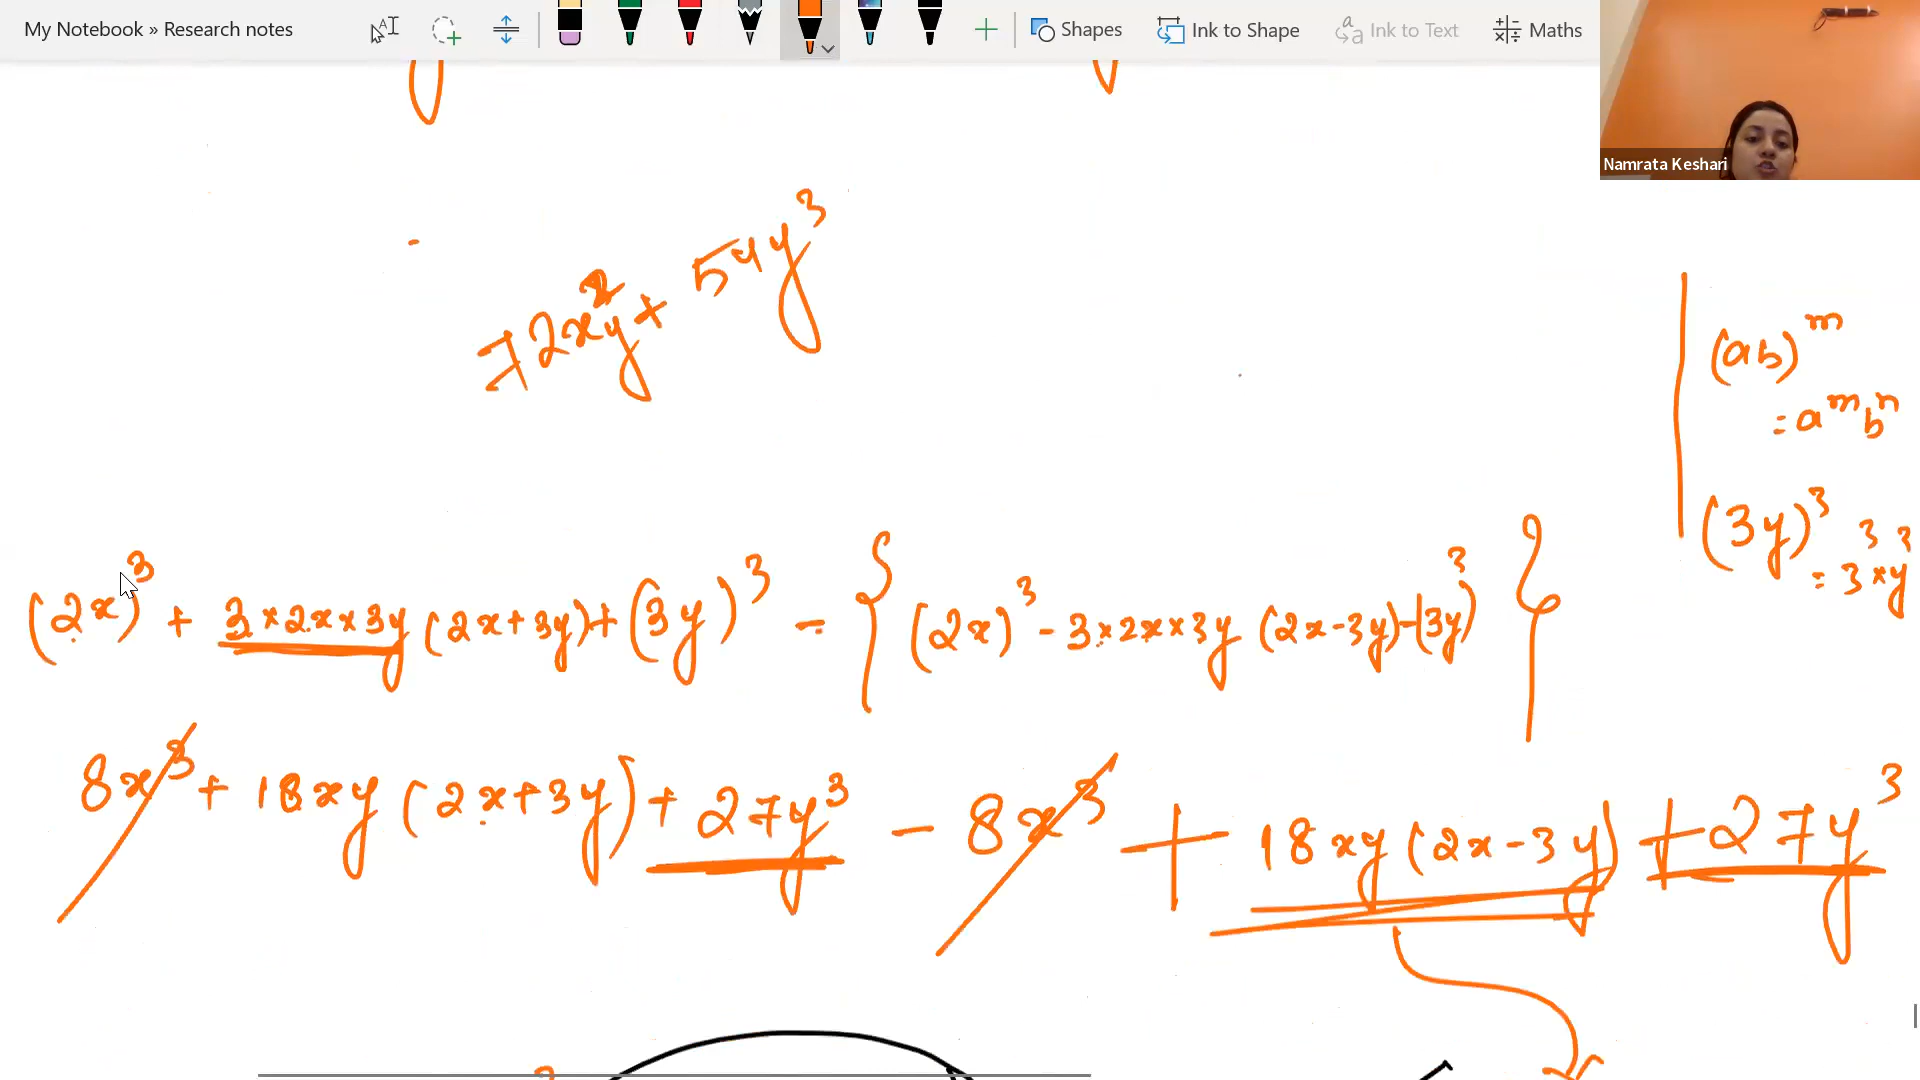 My Notebook » Research notes
Shapes
Ink to Shape
Ink to Text
Maths
Namrata Keshari
72x²y + 54y³
(ab)ᵐ
= aᵐbⁿ
(3y)³
= 3³×y³
(2x)³ + 3×2x×3y (2x+3y) + (3y)³ - { (2x)³ - 3×2x×3y (2x-3y) - (3y)³ }
8x³ + 18xy (2x+3y) + 27y³ - 8x³ + 18xy (2x-3y) + 27y³